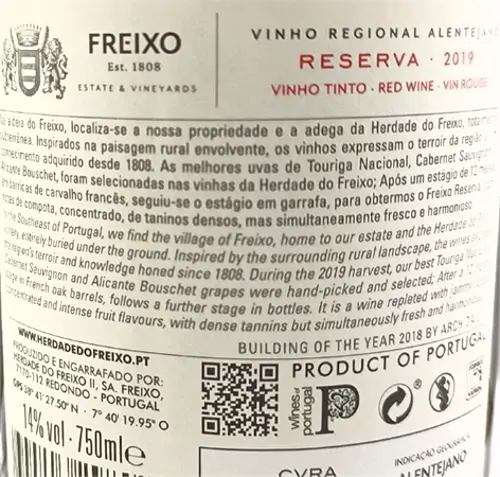 FREIXO
Est. 1808
ESTATE & VINEYARDS
VINHO REGIONAL ALENTEJANO
RESERVA · 2019
VINHO TINTO · RED WINE · VIN ROUGE
aldeia do Freixo, localiza-se a nossa propriedade e a adega da Herdade do Freixo,
Inspirados na paisagem rural envolvente, os vinhos expressam o terroir da região
conhecimento adquirido desde 1808. As melhores uvas de Touriga Nacional, Cabernet Sauvignon
Alicante Bouschet, foram selecionadas nas vinhas da Herdade do Freixo; Após um estágio de 12
em barricas de carvalho francês, seguiu-se o estágio em garrafa, para obtermos o Freixo Reserva
de compota, concentrado, de taninos densos, mas simultaneamente fresco e harmonioso.
the Southeast of Portugal, we find the village of Freixo, home to our estate and the Herdade do
entirely buried under the ground. Inspired by the surrounding rural landscape, the wines
the region's terroir and knowledge honed since 1808. During the 2019 harvest, our best Touriga
Cabernet Sauvignon and Alicante Bouschet grapes were hand-picked and selected; After a 12
in French oak barrels, follows a further stage in bottles. It is a wine repleted with jammy
concentrated and intense fruit flavours, with dense tannins but simultaneously fresh and
BUILDING OF THE YEAR 2018 BY ARCH
WWW.HERDADEDOFREIXO.PT
PRODUZIDO E ENGARRAFADO POR:
HERDADE DO FREIXO II, SA. FREIXO,
7170-112 REDONDO - PORTUGAL
GPS 38° 41'27.50" N - 7° 40'19.95" O
14% vol · 750ml e
wines of
portugal
PRODUCT OF PORTUGAL
CVRA
INDICAÇÃO GEOGRÁFICA
ALENTEJANO